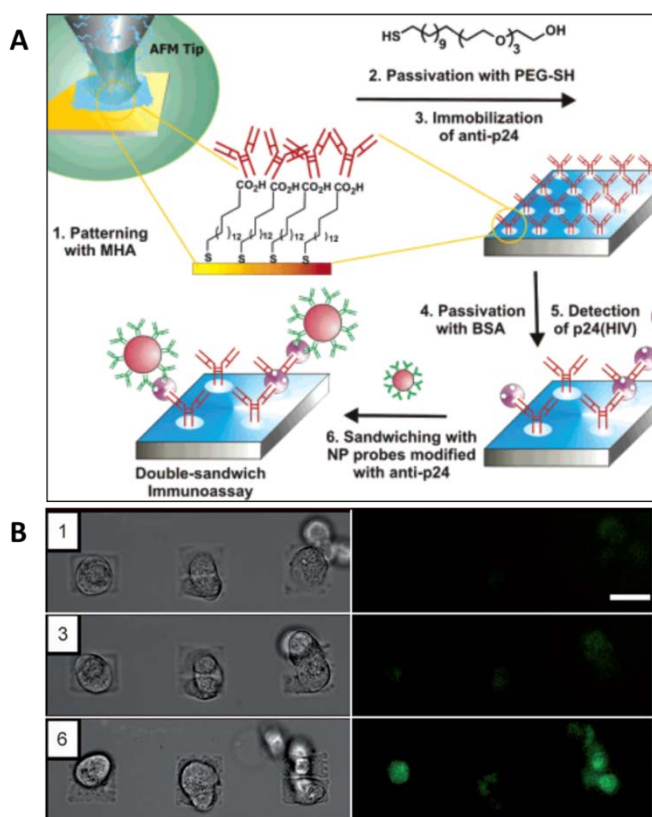 A
AFM Tip
HS
9
O
3
OH
2. Passivation with PEG-SH
3. Immobilization
of anti-p24
CO₂H CO₂H CO₂H CO₂H
1. Patterning
with MHA
12 12 12 12
S S S S
4. Passivation
with BSA
5. Detection
of p24(HIV)
6. Sandwiching with
NP probes modified
with anti-p24
Double-sandwich
Immunoassay
B
1
3
6